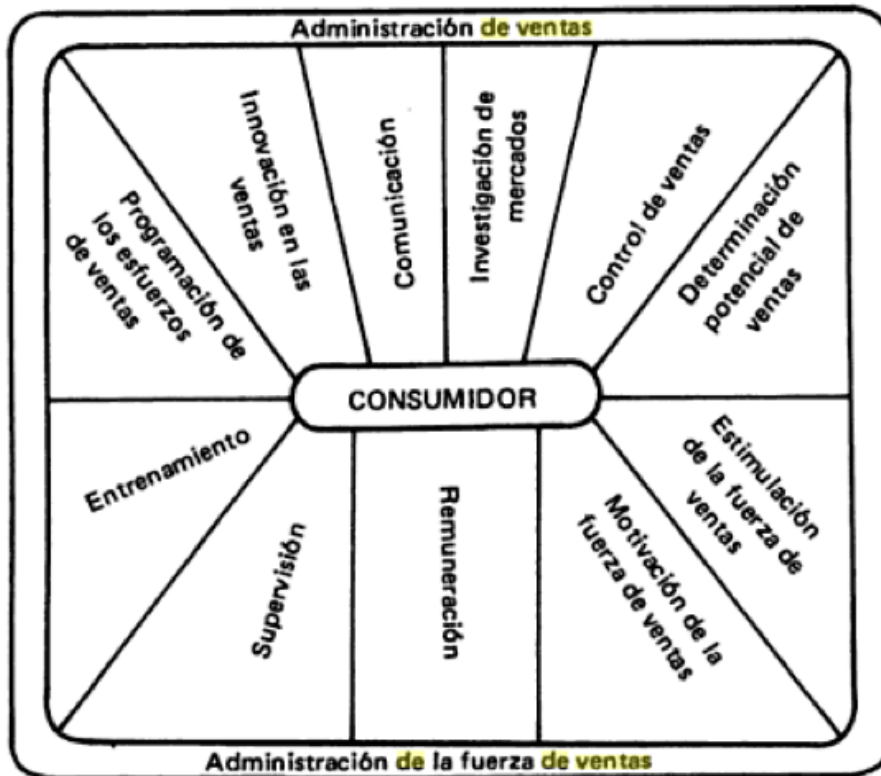 Administración de ventas
Programación de
los esfuerzos
de ventas
Innovación en las
ventas
Comunicación
Investigación de
mercados
Control de ventas
Determinación
potencial de
ventas
CONSUMIDOR
Entrenamiento
Supervisión
Remuneración
Motivación de la
fuerza de ventas
Estimulación
de la fuerza de
ventas
Administración de la fuerza de ventas